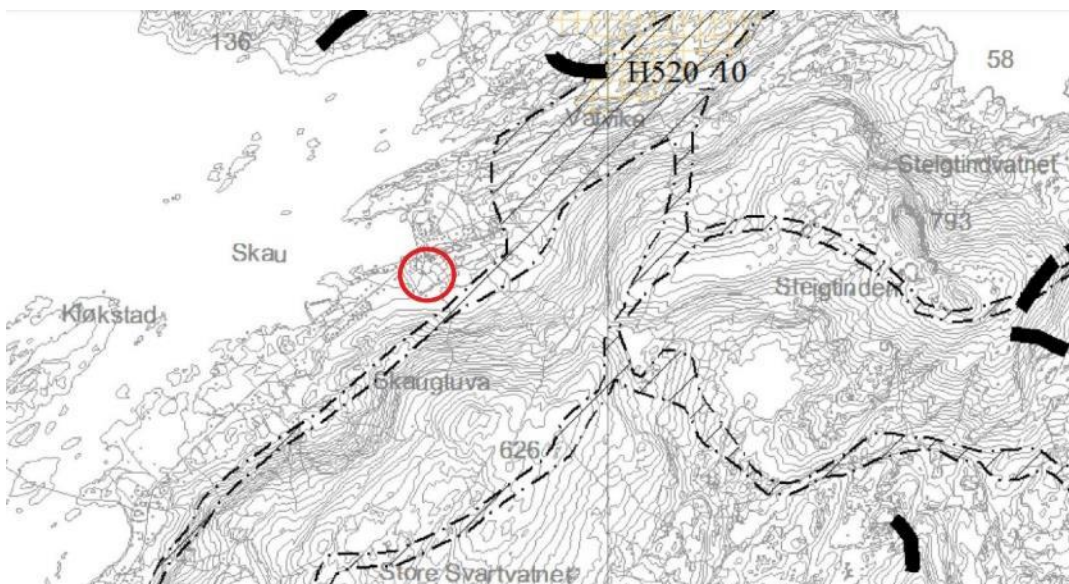 136
58
H520_10
Valvika
Steigtindvatnet
793
Skau
Steigtinden
Kløkstad
Skaugluva
626
Store Svartvatnet